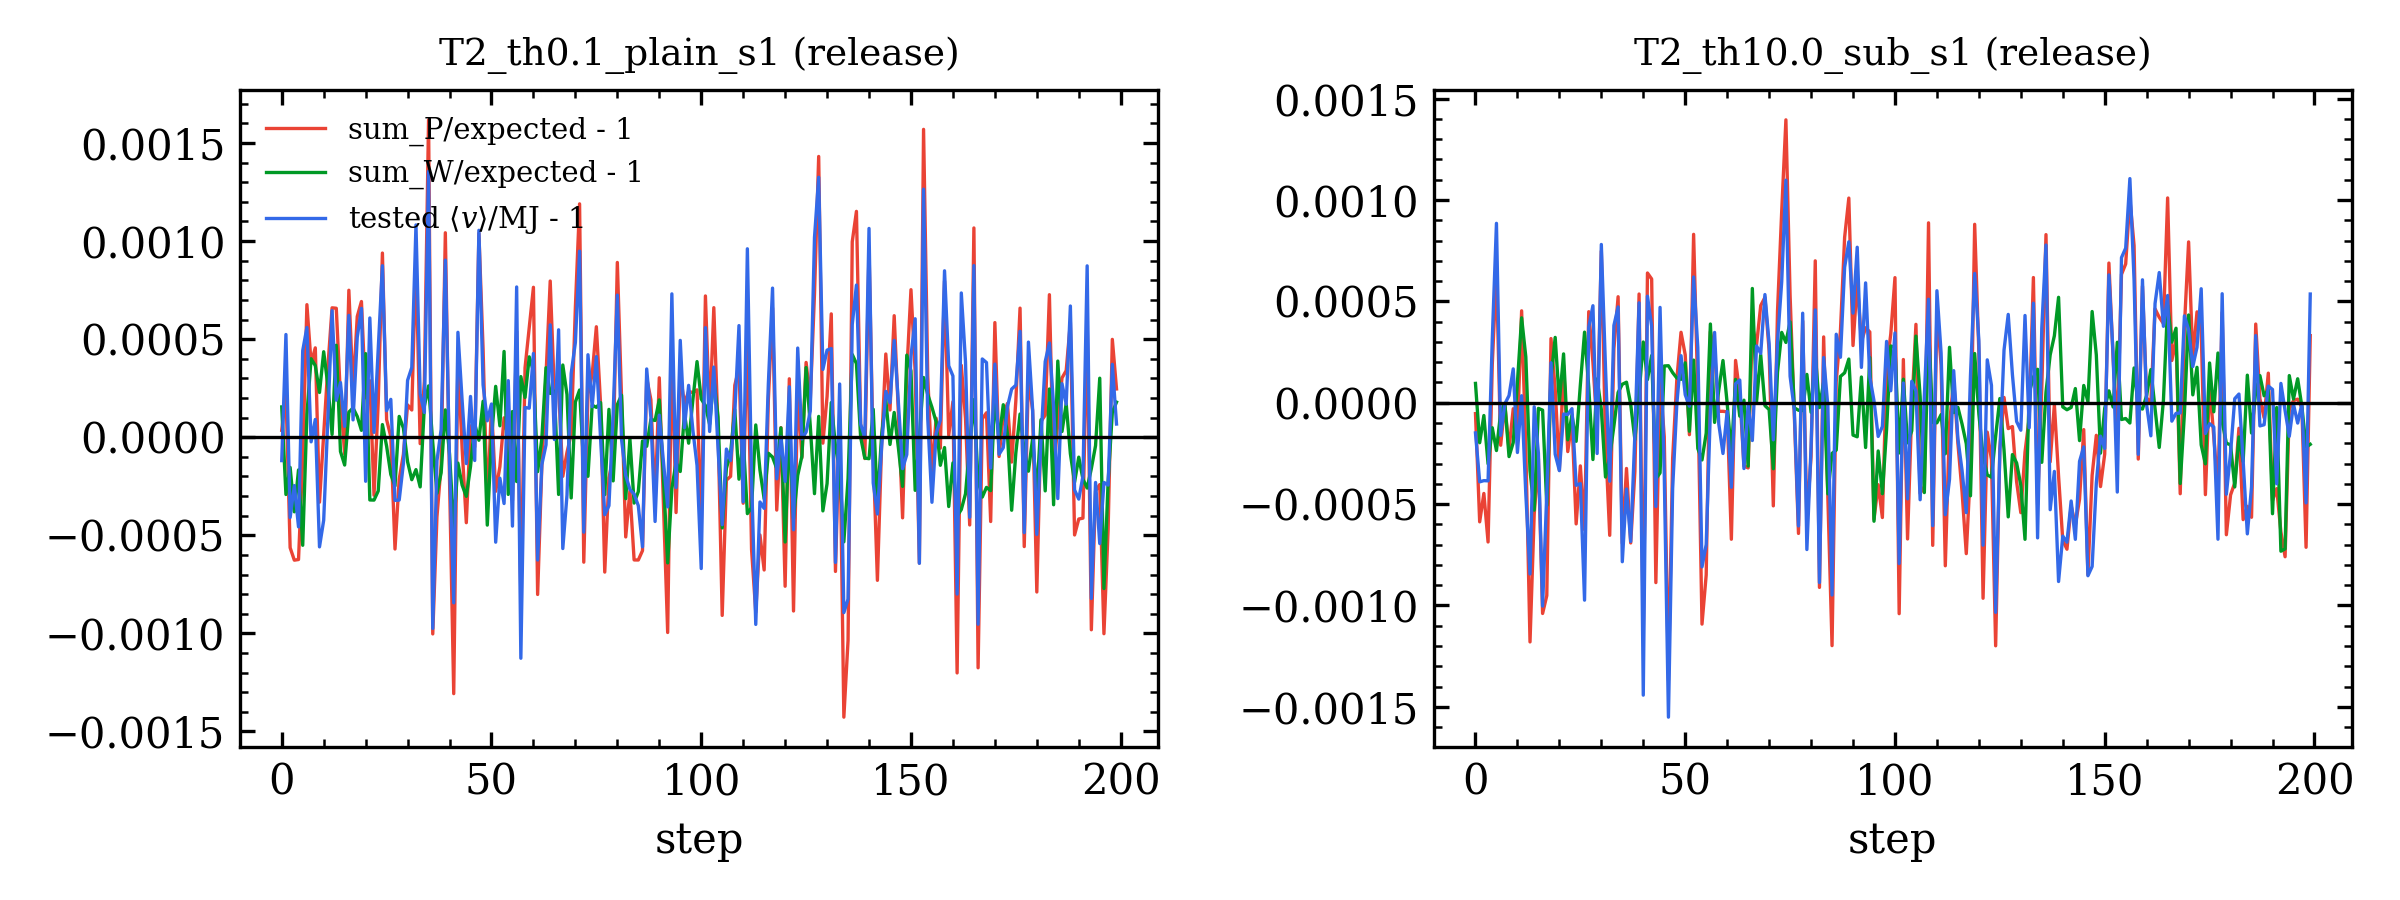 T2_th0.1_plain_s1 (release)
sum_P/expected - 1
sum_W/expected - 1
tested ⟨v⟩/MJ - 1
0.0015
0.0010
0.0005
0.0000
−0.0005
−0.0010
−0.0015
0 50 100 150 200
step
T2_th10.0_sub_s1 (release)
0.0015
0.0010
0.0005
0.0000
−0.0005
−0.0010
−0.0015
0 50 100 150 200
step